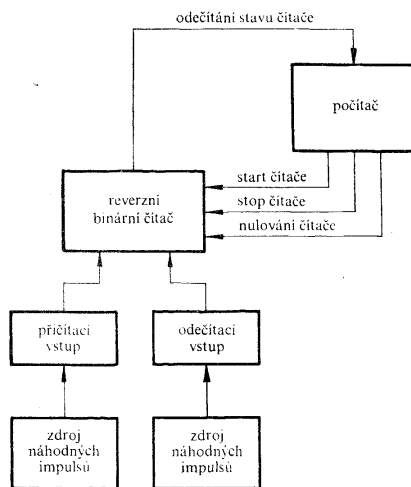 odečítání stavu čítače
počítač
start čítače
stop čítače
nulování čítače
reverzní
binární čítač
přičítací
vstup
odečítací
vstup
zdroj
náhodných
impulsů
zdroj
náhodných
impulsů